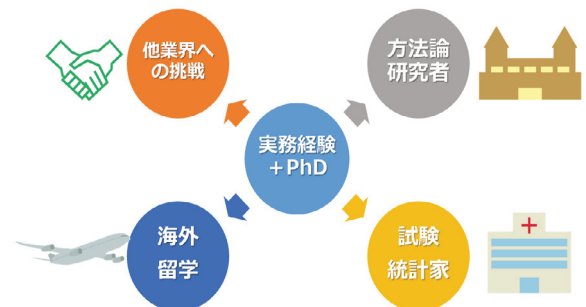 他業界へ
の挑戦
方法論
研究者
実務経験
+PhD
海外
留学
試験
統計家